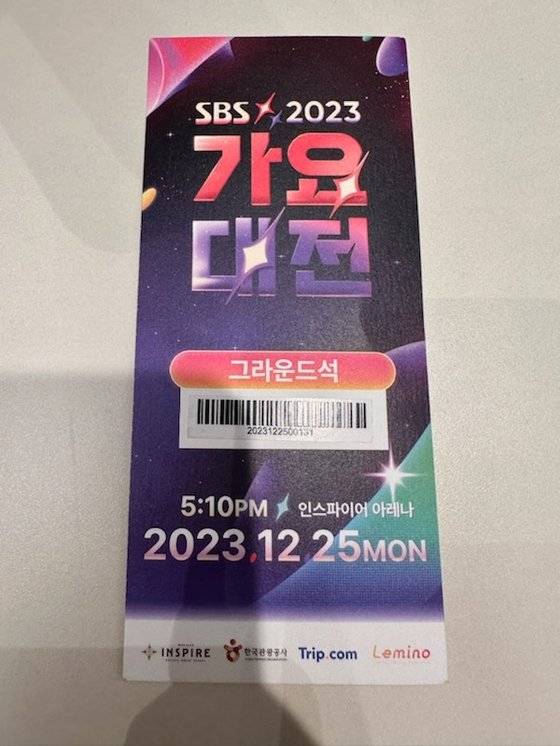 SBS 2023
가요
대전
그라운드석
2023122500131
5:10PM 인스파이어 아레나
2023.12.25MON
INSPIRE 한국관광공사 Trip.com Lemino